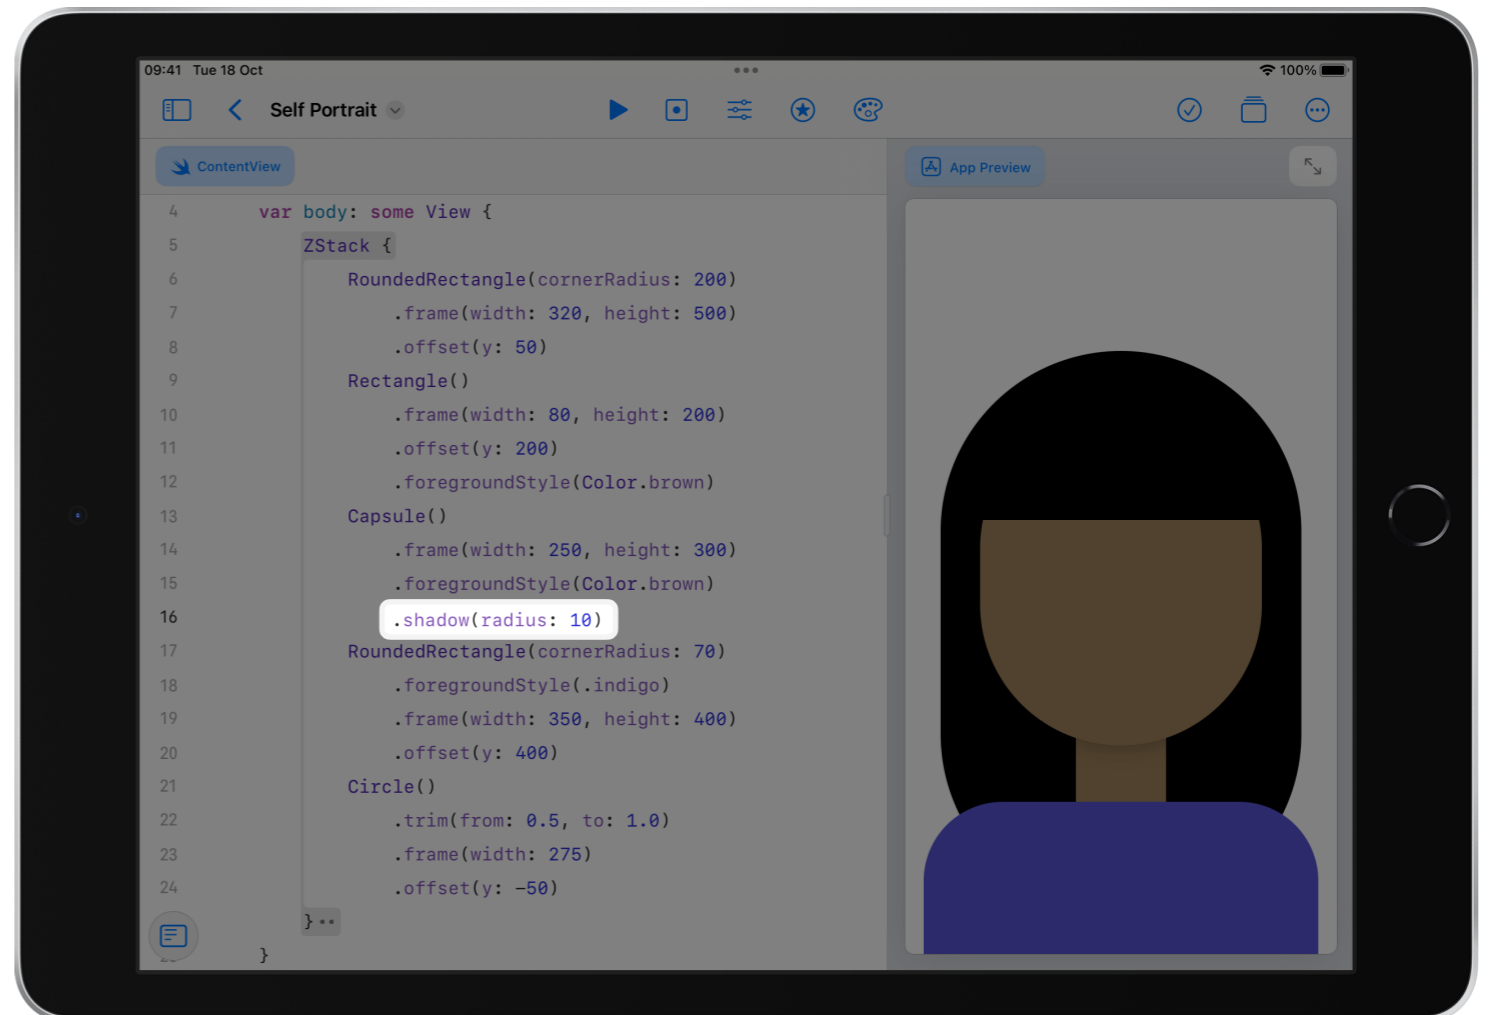 09:41 Tue 18 Oct
100%
Self Portrait
ContentView
App Preview
4 var body: some View {
5 ZStack {
6 RoundedRectangle(cornerRadius: 200)
7 .frame(width: 320, height: 500)
8 .offset(y: 50)
9 Rectangle()
10 .frame(width: 80, height: 200)
11 .offset(y: 200)
12 .foregroundStyle(Color.brown)
13 Capsule()
14 .frame(width: 250, height: 300)
15 .foregroundStyle(Color.brown)
16 .shadow(radius: 10)
17 RoundedRectangle(cornerRadius: 70)
18 .foregroundStyle(.indigo)
19 .frame(width: 350, height: 400)
20 .offset(y: 400)
21 Circle()
22 .trim(from: 0.5, to: 1.0)
23 .frame(width: 275)
24 .offset(y: −50)
}
}